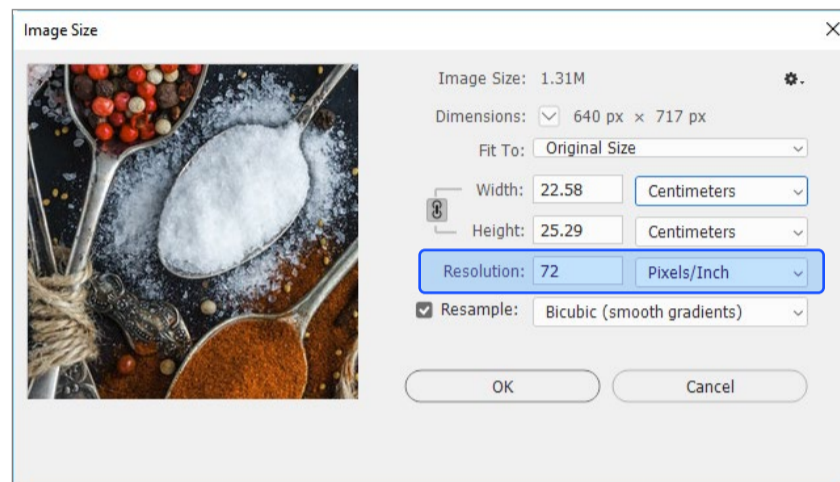 Image Size
Image Size: 1.31M
Dimensions: 640 px × 717 px
Fit To: Original Size
Width: 22.58 Centimeters
Height: 25.29 Centimeters
Resolution: 72 Pixels/Inch
Resample: Bicubic (smooth gradients)
OK Cancel